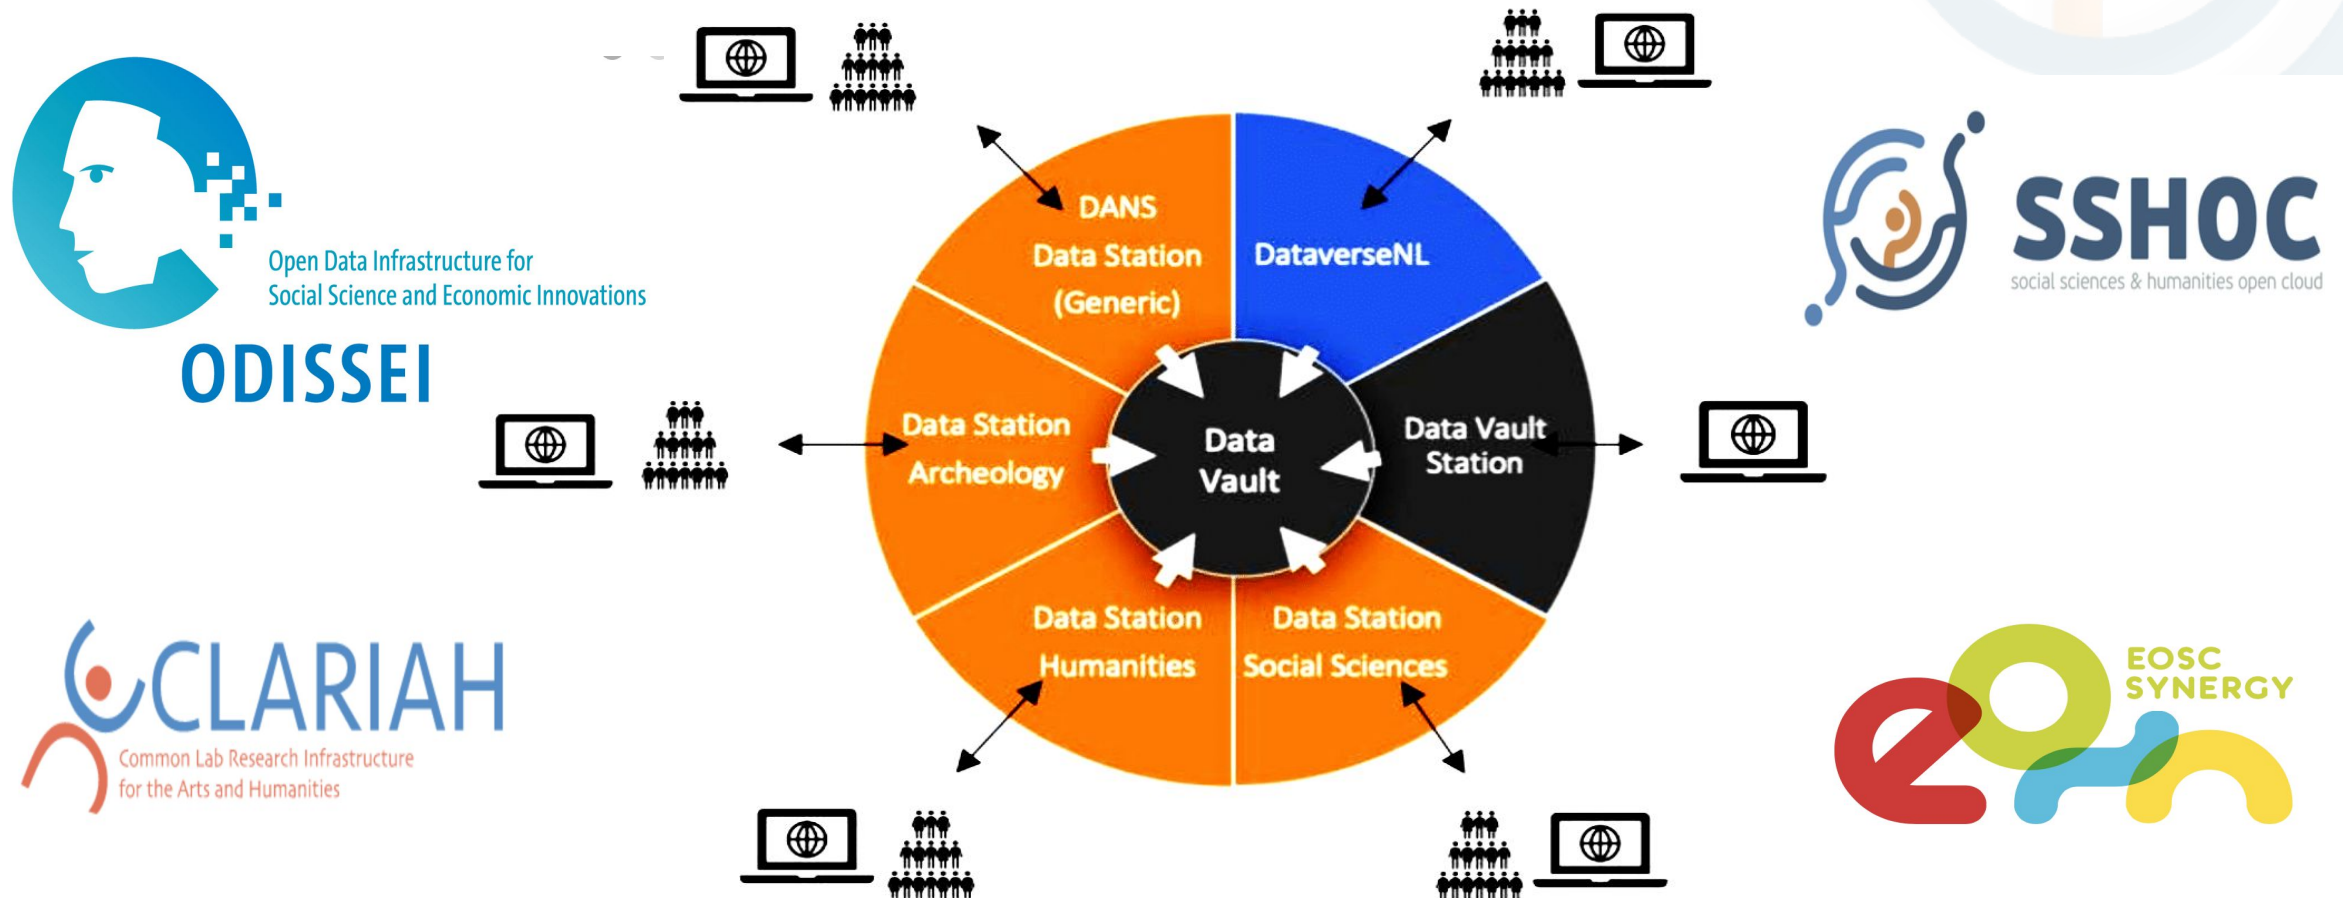 Open Data Infrastructure for
Social Science and Economic Innovations
ODISSEI
DANS
Data Station
(Generic)
DataverseNL
SSHOC
social sciences & humanities open cloud
Data Station
Archeology
Data
Vault
Data Vault
Station
Data Station
Humanities
Data Station
Social Sciences
CLARIAH
Common Lab Research Infrastructure
for the Arts and Humanities
EOSC
SYNERGY